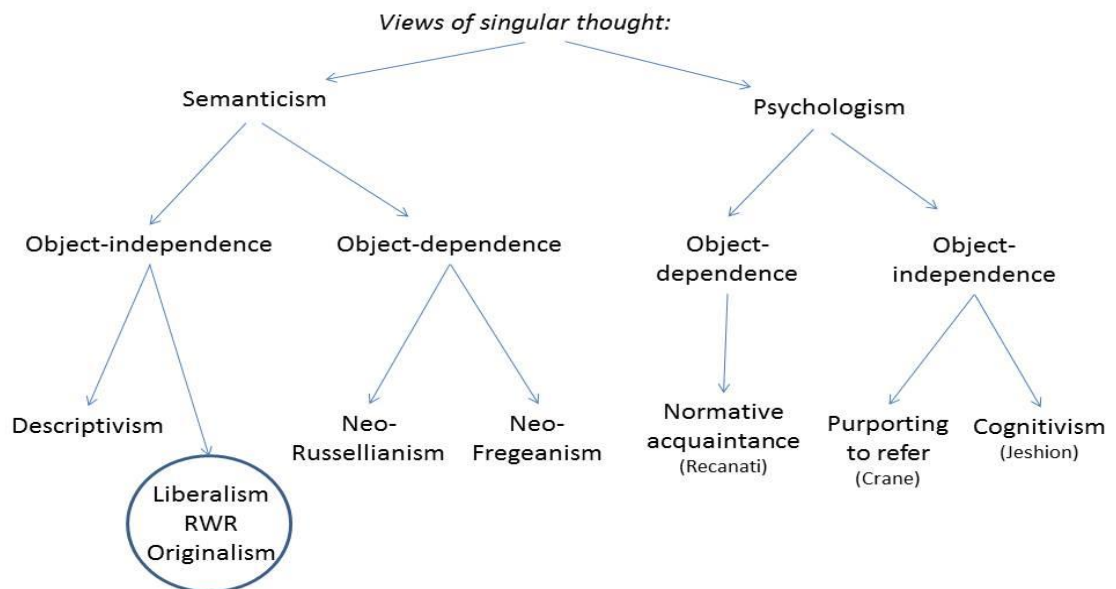 Views of singular thought:
Semanticism
Psychologism
Object-independence
Object-dependence
Object-
dependence
Object-
independence
Descriptivism
Liberalism
RWR
Originalism
Neo-
Russellianism
Neo-
Fregeanism
Normative
acquaintance
(Recanati)
Purporting
to refer
(Crane)
Cognitivism
(Jeshion)